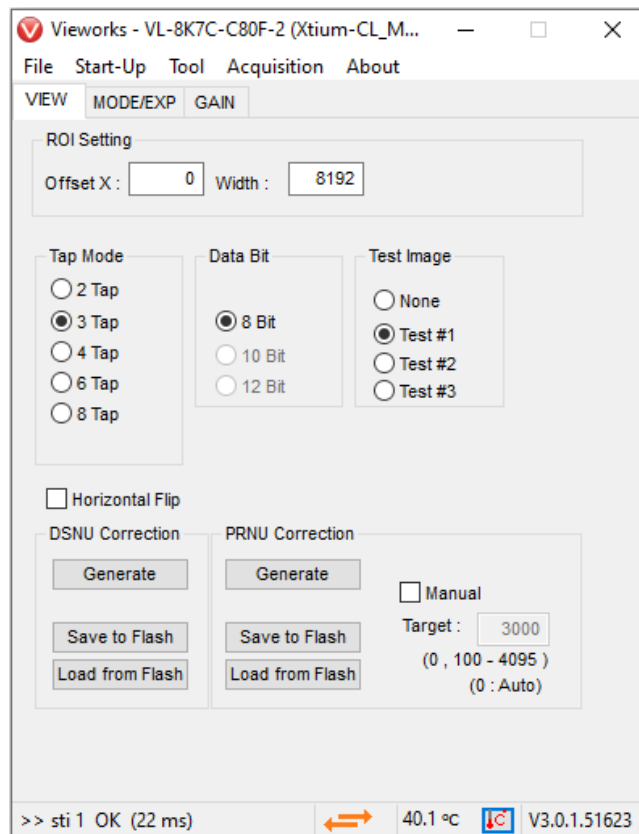 Vieworks - VL-8K7C-C80F-2 (Xtium-CL_M...
File Start-Up Tool Acquisition About
VIEW MODE/EXP GAIN
ROI Setting
Offset X : 0 Width : 8192
Tap Mode
2 Tap
3 Tap
4 Tap
6 Tap
8 Tap
Data Bit
8 Bit
10 Bit
12 Bit
Test Image
None
Test #1
Test #2
Test #3
Horizontal Flip
DSNU Correction
Generate
Save to Flash
Load from Flash
PRNU Correction
Generate
Save to Flash
Load from Flash
Manual
Target : 3000
(0 , 100 - 4095 )
(0 : Auto)
>> sti 1 OK (22 ms) 40.1 ºC C V3.0.1.51623